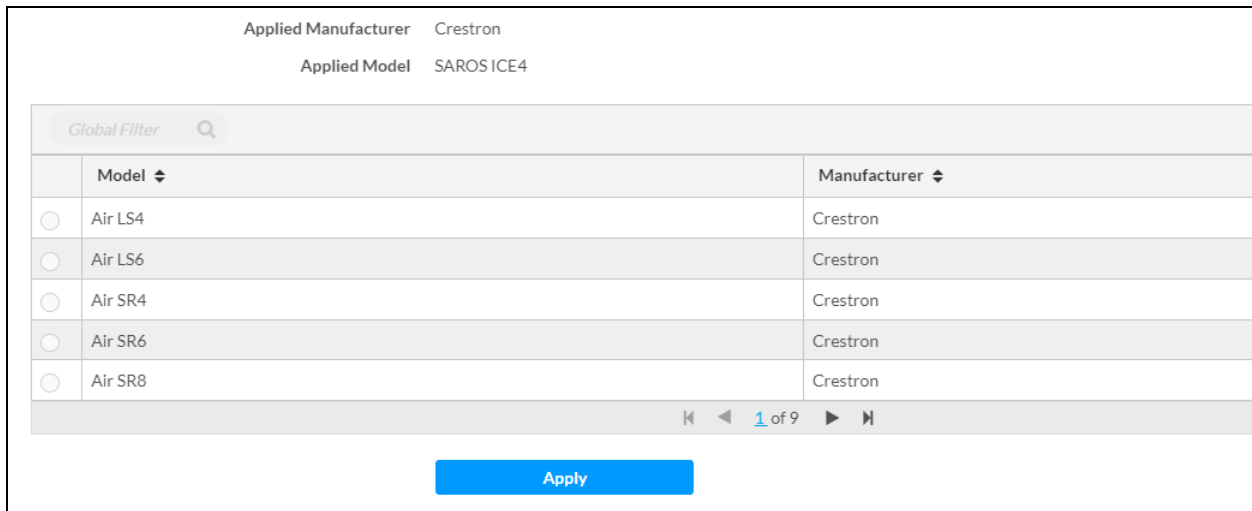 Applied Manufacturer Crestron
Applied Model SAROS ICE4
Global Filter
Model Manufacturer
Air LS4 Crestron
Air LS6 Crestron
Air SR4 Crestron
Air SR6 Crestron
Air SR8 Crestron
1 of 9
Apply